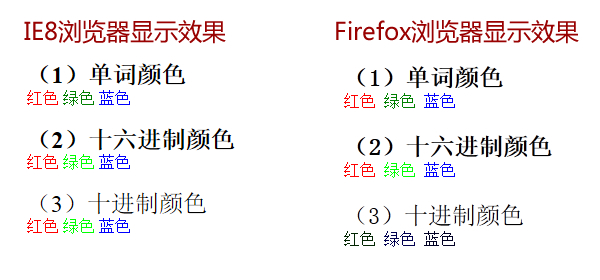 IE8浏览器显示效果
（1）单词颜色
红色 绿色 蓝色
（2）十六进制颜色
红色 绿色 蓝色
（3）十进制颜色
红色 绿色 蓝色
Firefox浏览器显示效果
（1）单词颜色
红色 绿色 蓝色
（2）十六进制颜色
红色 绿色 蓝色
（3）十进制颜色
红色 绿色 蓝色